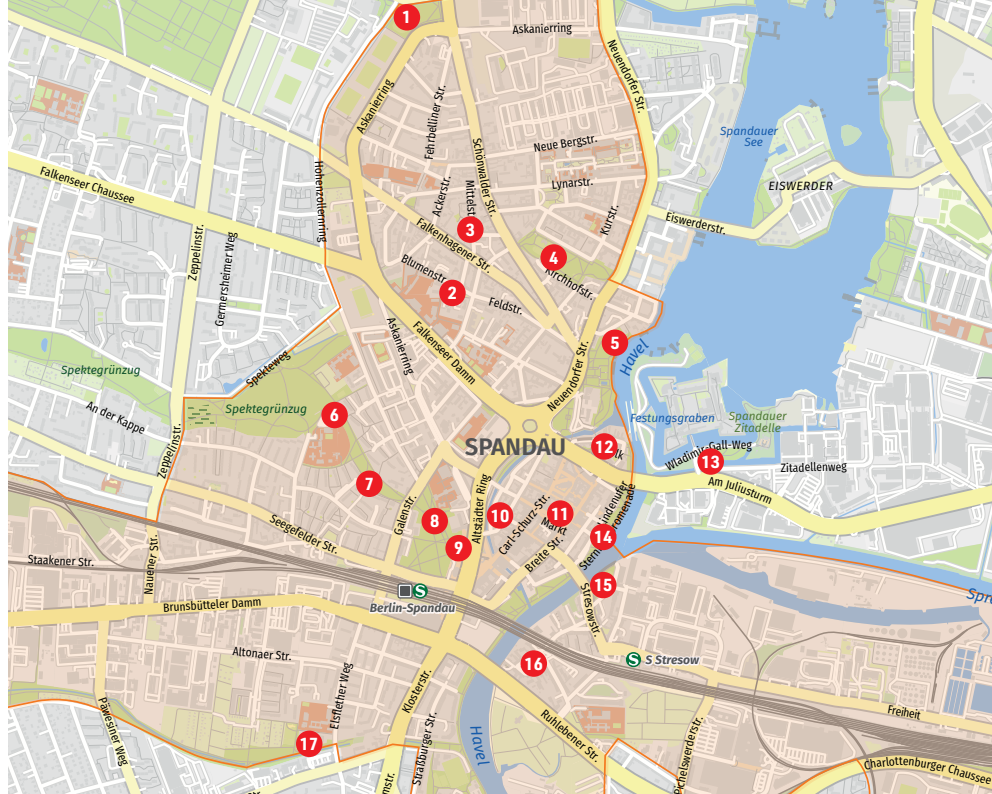 1
Askanierring
Neuendorfer Str.
Askanierring
Fehrbelliner Str.
Schönwalder Str.
Neue Bergstr.
Spandauer
See
EISWERDER
Falkenseer Chaussee
Hohenzollernring
Ackerstr.
Mittelstr.
Lynarstr.
Kurstr.
Eiswerderstr.
Zeppelinstr.
Germersheimer Weg
3
Falkenhagener Str.
4
Kirchhofstr.
Blumenstr.
2
Feldstr.
Askanierring
Falkenseer Damm
5
Havel
Neuendorfer Str.
Spektegrünzug
Spekteweg
Spektegrünzug
An der Kappe
6
Festungsgraben
Spandauer
Zitadelle
Zeppelinstr.
SPANDAU
12
Wladimir-Gall-Weg
13
Zitadellenweg
Am Juliusturm
7
Galenstr.
8
Altstädter Ring
10
Carl-Schurz-Str.
11
Markt
Lindenufer
14
9
Breite Str.
Seegefelder Str.
Staakener Str.
Nauener Str.
S
Berlin-Spandau
15
Stresowstr.
Brunsbütteler Damm
Altonaer Str.
16
S
S Stresow
Elsflether Weg
Klosterstr.
Freiheit
Päwesiner Weg
17
Straßburger Str.
Havel
Ruhlebener Str.
Charlottenburger Chaussee